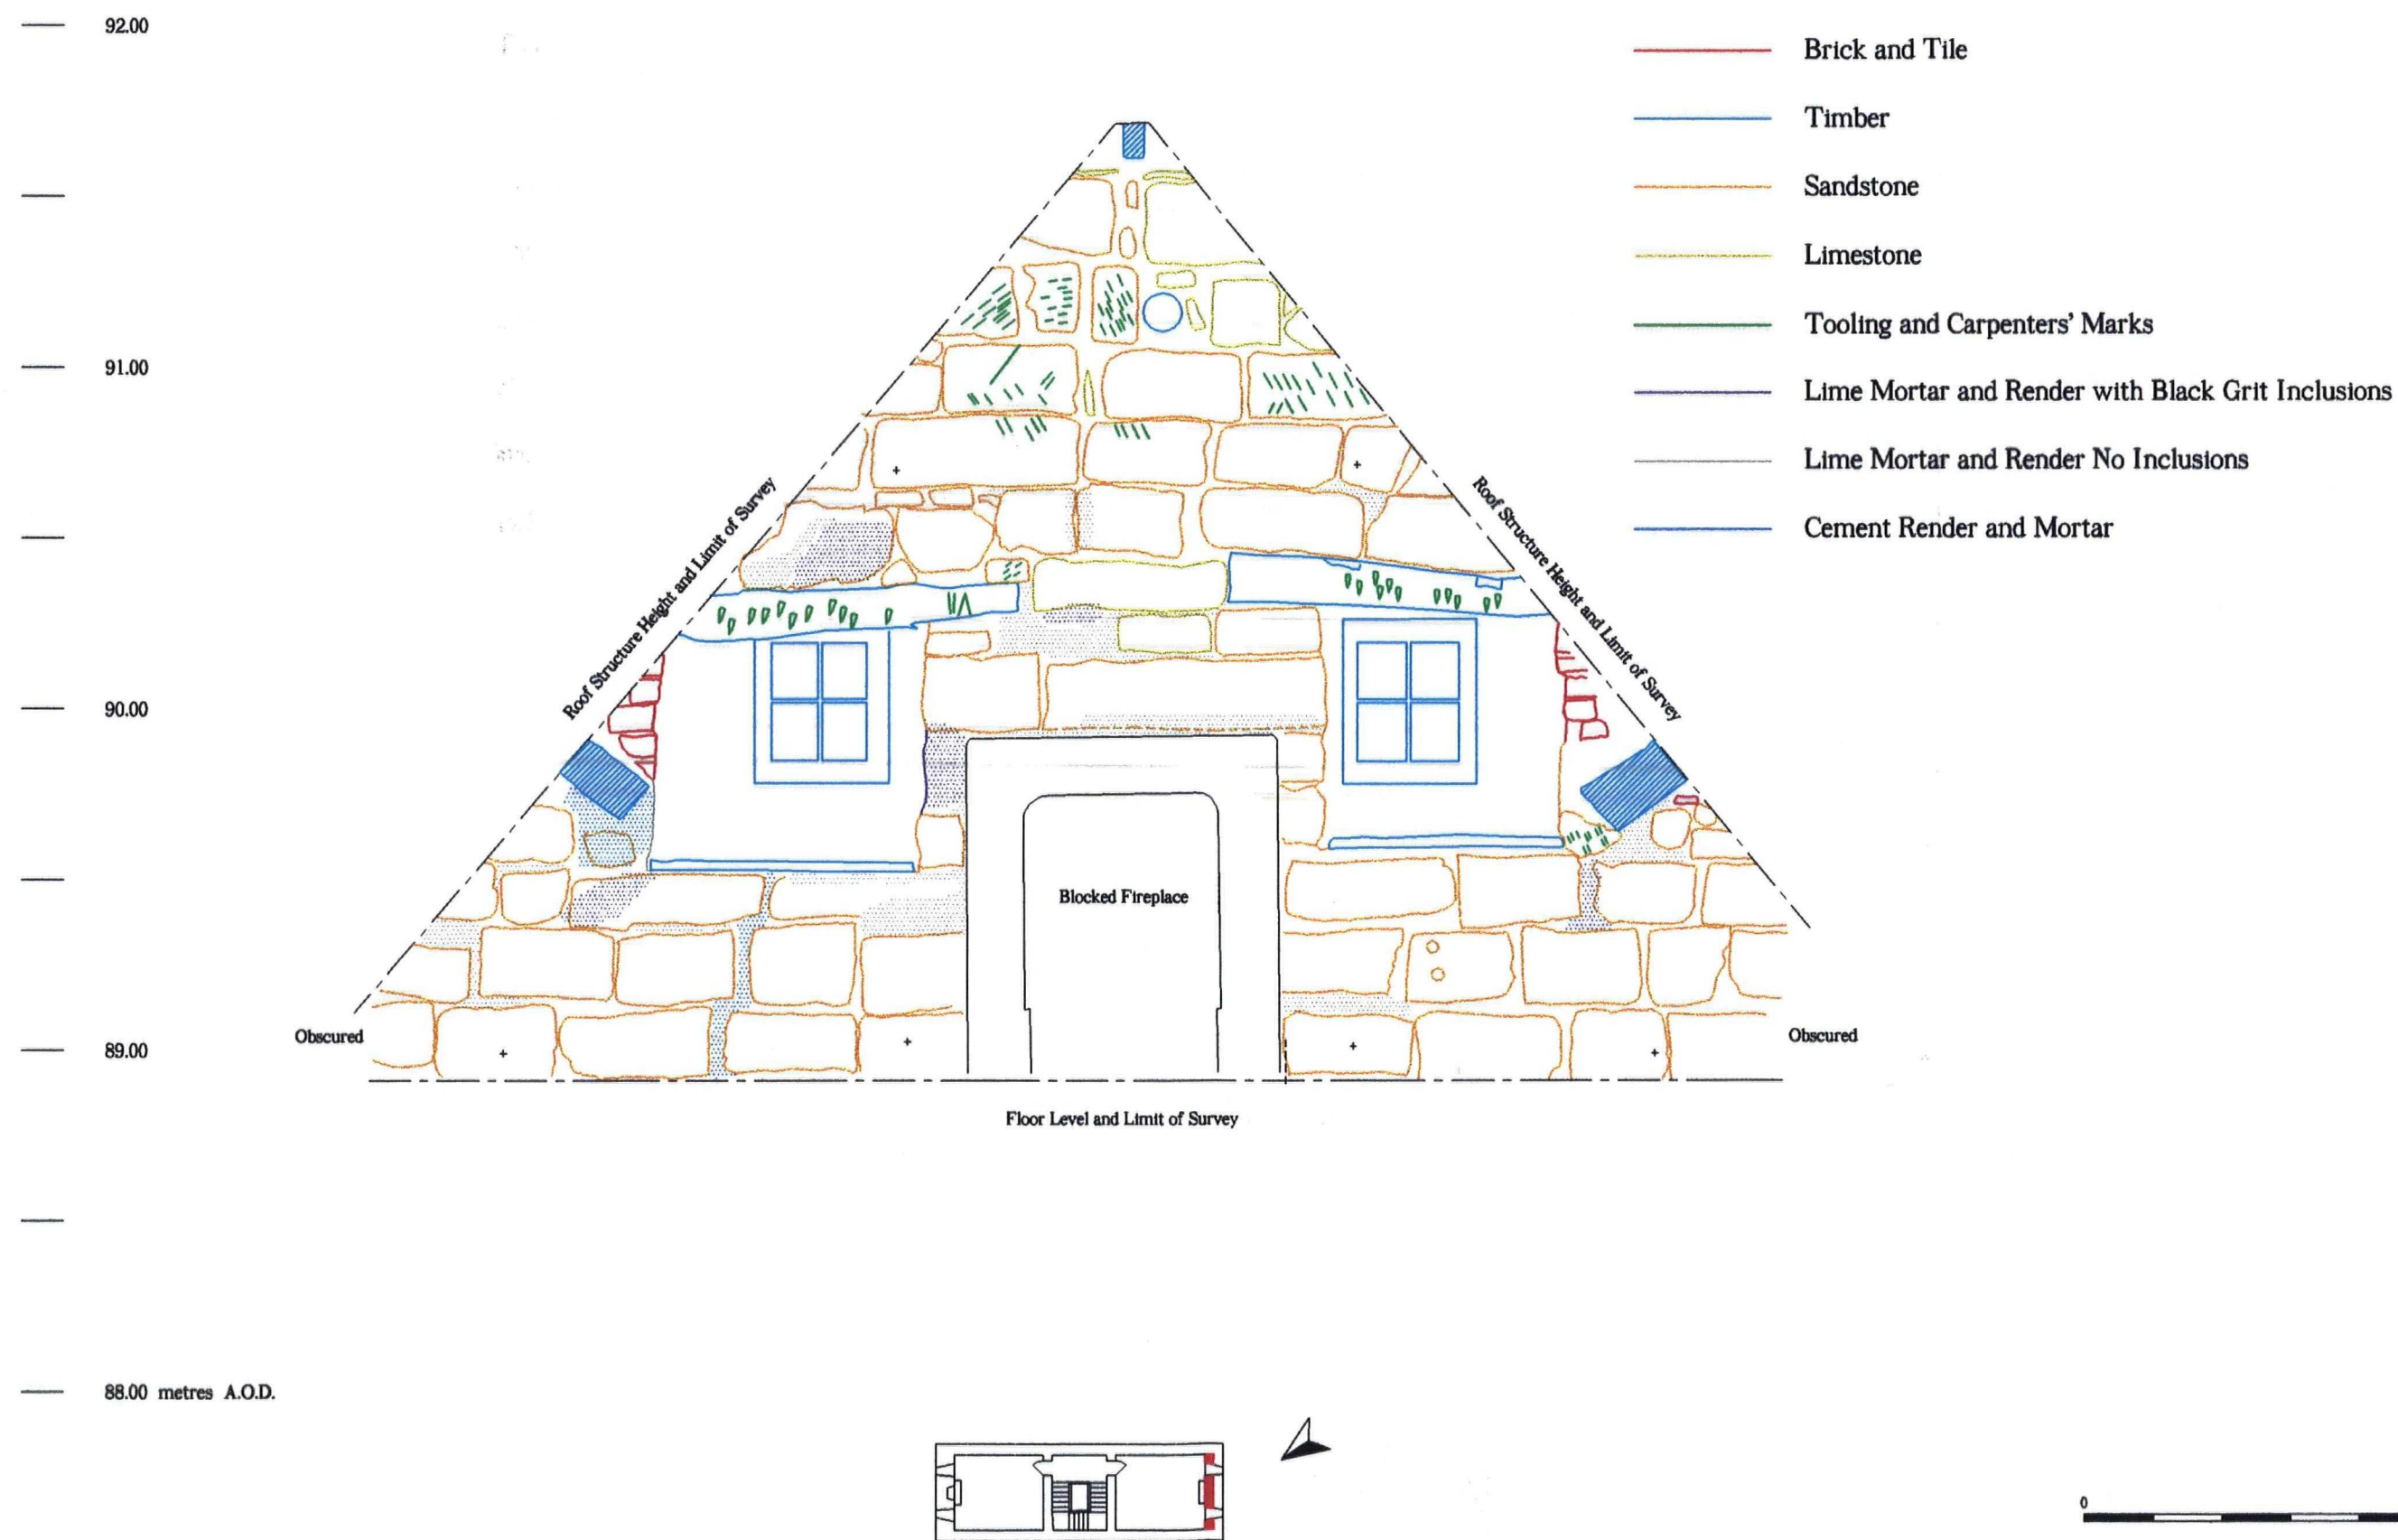 92.00
Brick and Tile
Timber
Sandstone
Limestone
Tooling and Carpenters' Marks
91.00
Lime Mortar and Render with Black Grit Inclusions
Lime Mortar and Render No Inclusions
Cement Render and Mortar
Roof Structure Height and Limit of Survey
Roof Structure Height and Limit of Survey
90.00
Blocked Fireplace
Obscured
89.00
Obscured
Floor Level and Limit of Survey
88.00 metres A.O.D.
0